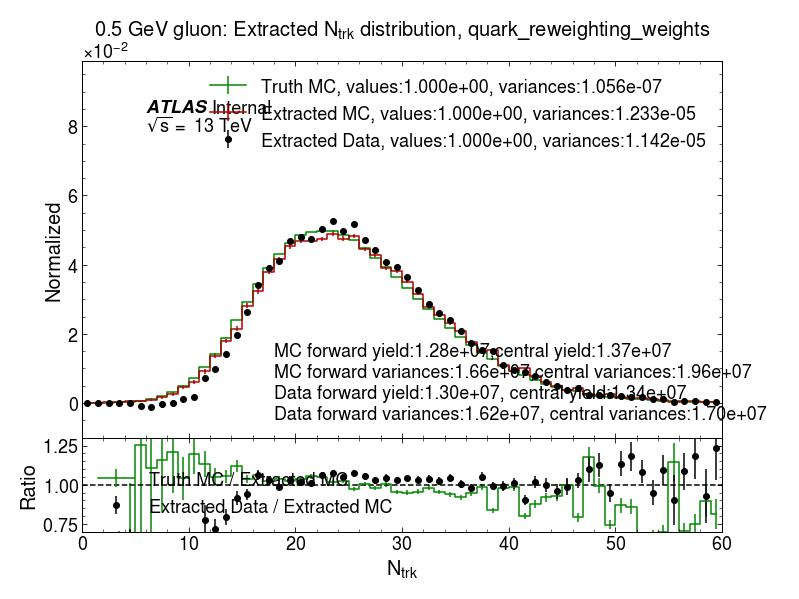 0.5 GeV gluon: Extracted Ntrk distribution, quark_reweighting_weights
×10−2
Truth MC, values:1.000e+00, variances:1.056e-07
ATLAS Internal
Extracted MC, values:1.000e+00, variances:1.233e-05
√s = 13 TeV
Extracted Data, values:1.000e+00, variances:1.142e-05
8
6
4
2
0
Normalized
MC forward yield:1.28e+07,central yield:1.37e+07
MC forward variances:1.66e+07,central variances:1.96e+07
Data forward yield:1.30e+07, central yield:1.34e+07
Data forward variances:1.62e+07, central variances:1.70e+07
1.25
1.00
0.75
Ratio
Truth MC / Extracted MC
Extracted Data / Extracted MC
0 10 20 30 40 50 60
Ntrk